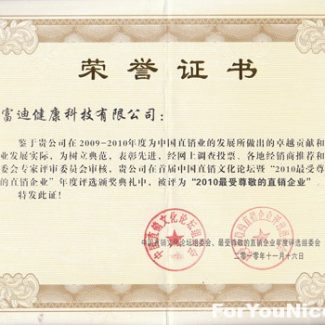 荣誉证书
富迪健康科技有限公司：
鉴于贵公司在2009-2010年度为中国直销业的发展所做出的卓越贡献和
业发展实际，为树立典范，表彰先进，经网上调查投票、各地经销商推荐和
委会专家评审委员会审核，贵公司在首届中国直销文化论坛暨“2010最受
的直销企业”年度评选颁奖典礼中，被评为“2010最受尊敬的直销企业”
特发此证！
中国直销文化论坛组委会、最受尊敬的直销企业年度评选组委会
二零一零年十一月十六日
ForYouNic